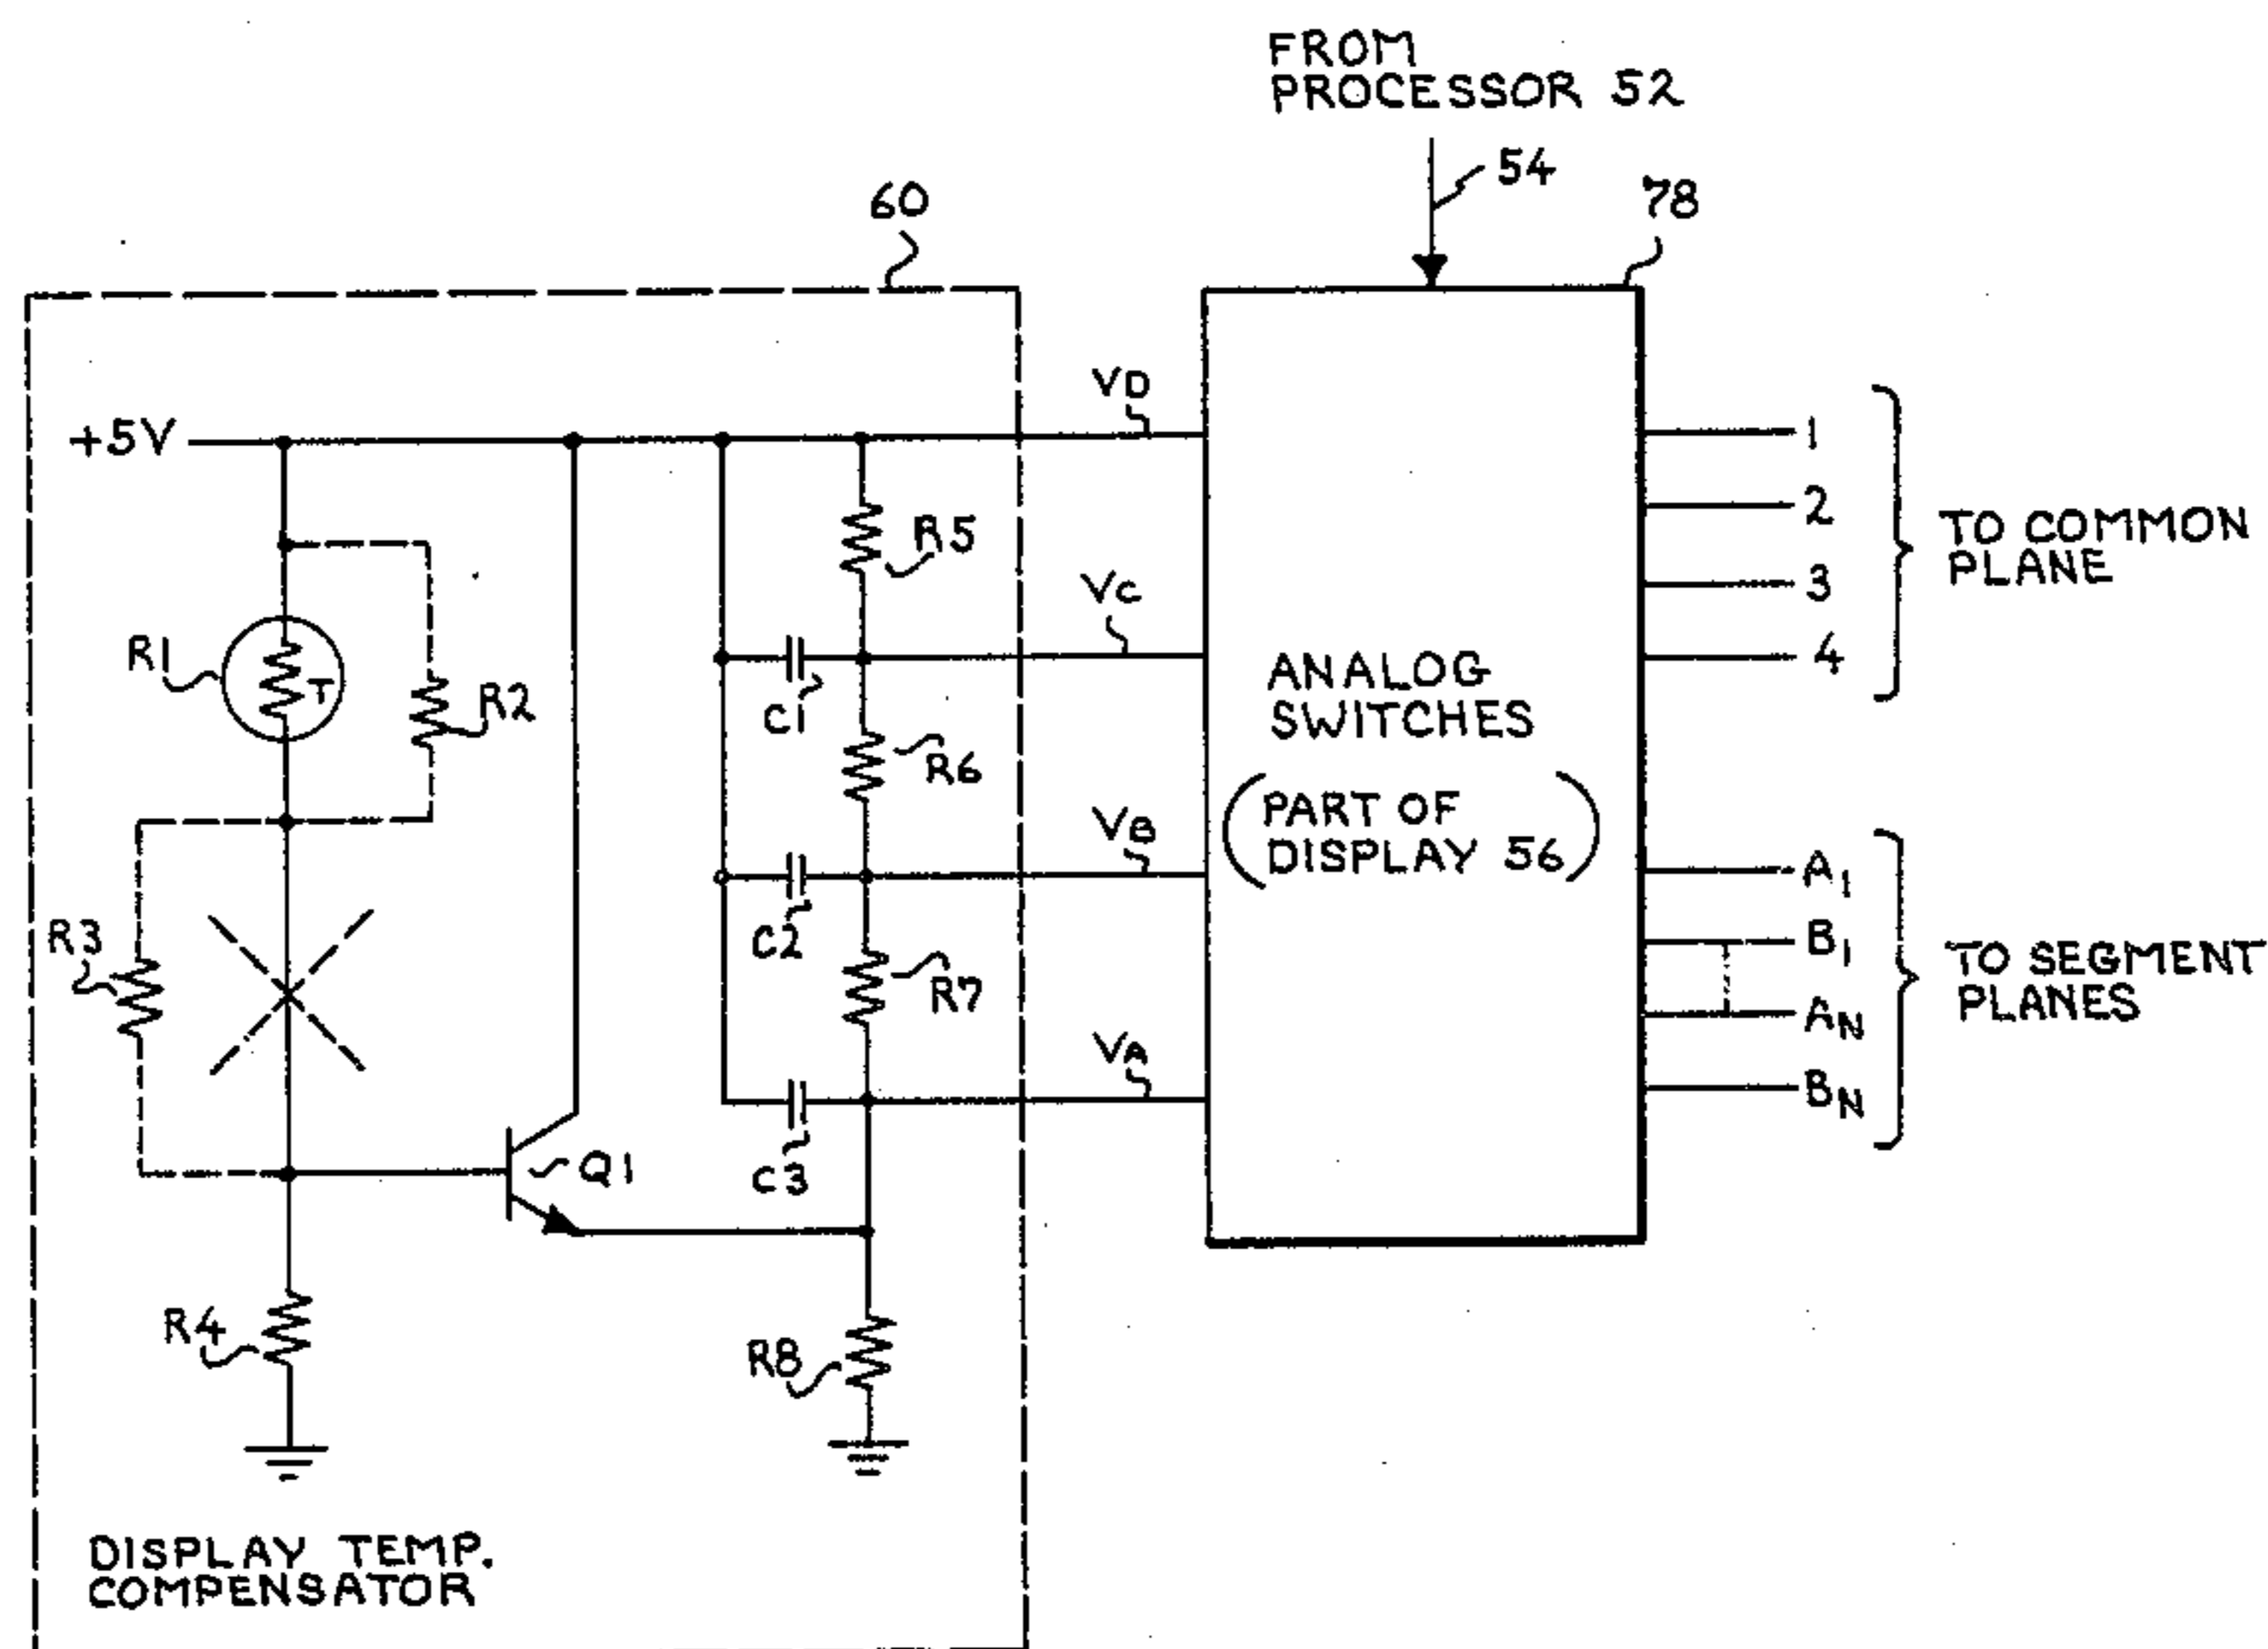 FROM
PROCESSOR 52
54
78
60
VD
+5V
1
2
3
4
TO COMMON
PLANE
R5
VC
R1
T
R2
C1
R6
ANALOG
SWITCHES
(PART OF
DISPLAY 56)
VB
A1
B1
AN
BN
TO SEGMENT
PLANES
R3
C2
R7
VA
Q1
C3
R4
R8
DISPLAY TEMP.
COMPENSATOR